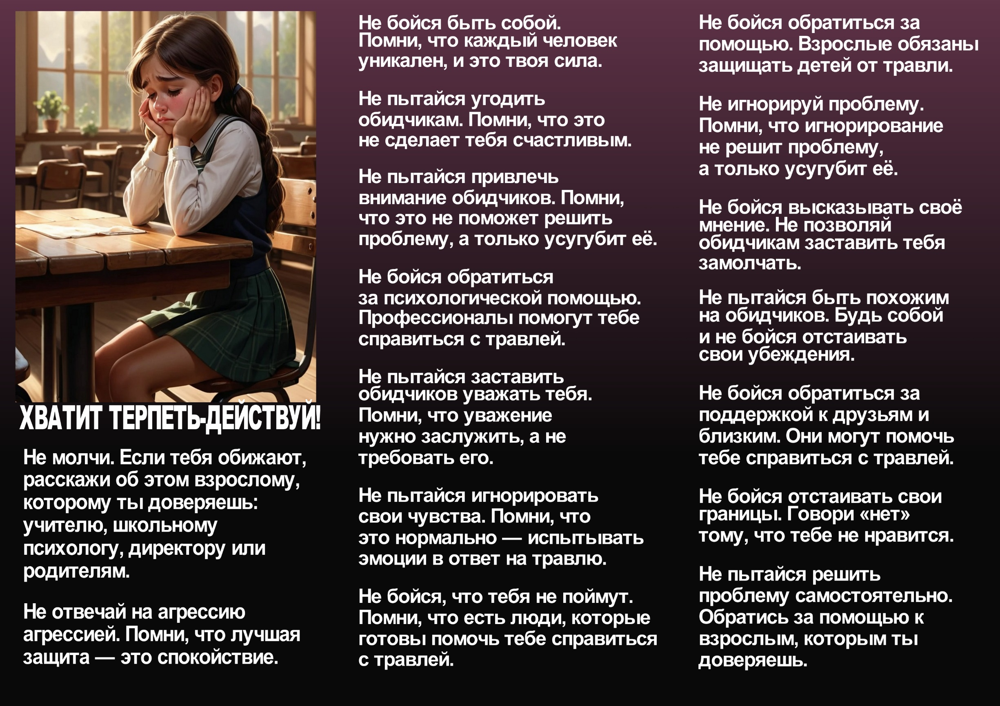 ХВАТИТ ТЕРПЕТЬ-ДЕЙСТВУЙ!
Не молчи. Если тебя обижают,
расскажи об этом взрослому,
которому ты доверяешь:
учителю, школьному
психологу, директору или
родителям.
Не отвечай на агрессию
агрессией. Помни, что лучшая
защита — это спокойствие.
Не бойся быть собой.
Помни, что каждый человек
уникален, и это твоя сила.
Не пытайся угодить
обидчикам. Помни, что это
не сделает тебя счастливым.
Не пытайся привлечь
внимание обидчиков. Помни,
что это не поможет решить
проблему, а только усугубит её.
Не бойся обратиться
за психологической помощью.
Профессионалы помогут тебе
справиться с травлей.
Не пытайся заставить
обидчиков уважать тебя.
Помни, что уважение
нужно заслужить, а не
требовать его.
Не пытайся игнорировать
свои чувства. Помни, что
это нормально — испытывать
эмоции в ответ на травлю.
Не бойся, что тебя не поймут.
Помни, что есть люди, которые
готовы помочь тебе справиться
с травлей.
Не бойся обратиться за
помощью. Взрослые обязаны
защищать детей от травли.
Не игнорируй проблему.
Помни, что игнорирование
не решит проблему,
а только усугубит её.
Не бойся высказывать своё
мнение. Не позволяй
обидчикам заставить тебя
замолчать.
Не пытайся быть похожим
на обидчиков. Будь собой
и не бойся отстаивать
свои убеждения.
Не бойся обратиться за
поддержкой к друзьям и
близким. Они могут помочь
тебе справиться с травлей.
Не бойся отстаивать свои
границы. Говори «нет»
тому, что тебе не нравится.
Не пытайся решить
проблему самостоятельно.
Обратись за помощью к
взрослым, которым ты
доверяешь.